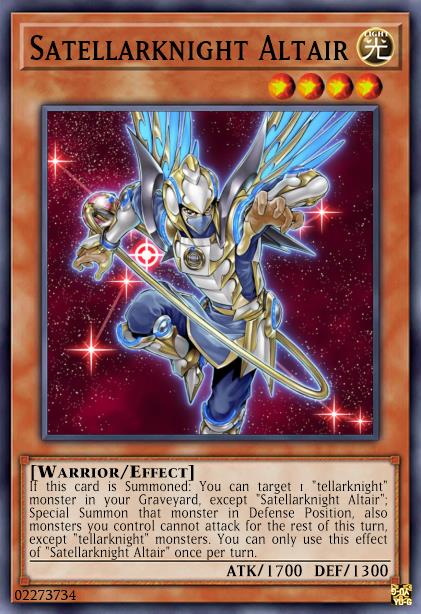 SATELLARKNIGHT ALTAIR
LIGHT
光
[WARRIOR/EFFECT]
If this card is Summoned: You can target 1 "tellarknight"
monster in your Graveyard, except "Satellarknight Altair";
Special Summon that monster in Defense Position, also
monsters you control cannot attack for the rest of this turn,
except "tellarknight" monsters. You can only use this effect
of "Satellarknight Altair" once per turn.
ATK/1700 DEF/1300
02273734